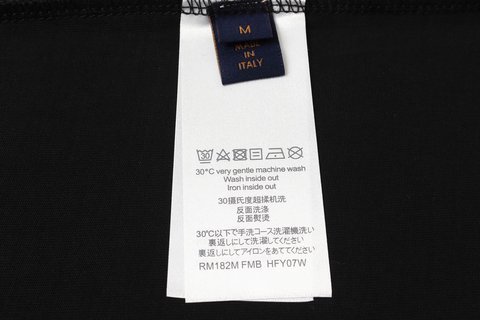 M
MADE
IN
ITALY
30
30°C very gentle machine wash
Wash inside out
Iron inside out
30摄氏度超揉机洗
反面洗涤
反面熨烫
30℃以下で手洗コース洗濯機洗い
裏返しにして洗濯してください
裏返しにしてアイロンをあててください
RM182M FMB HFY07W